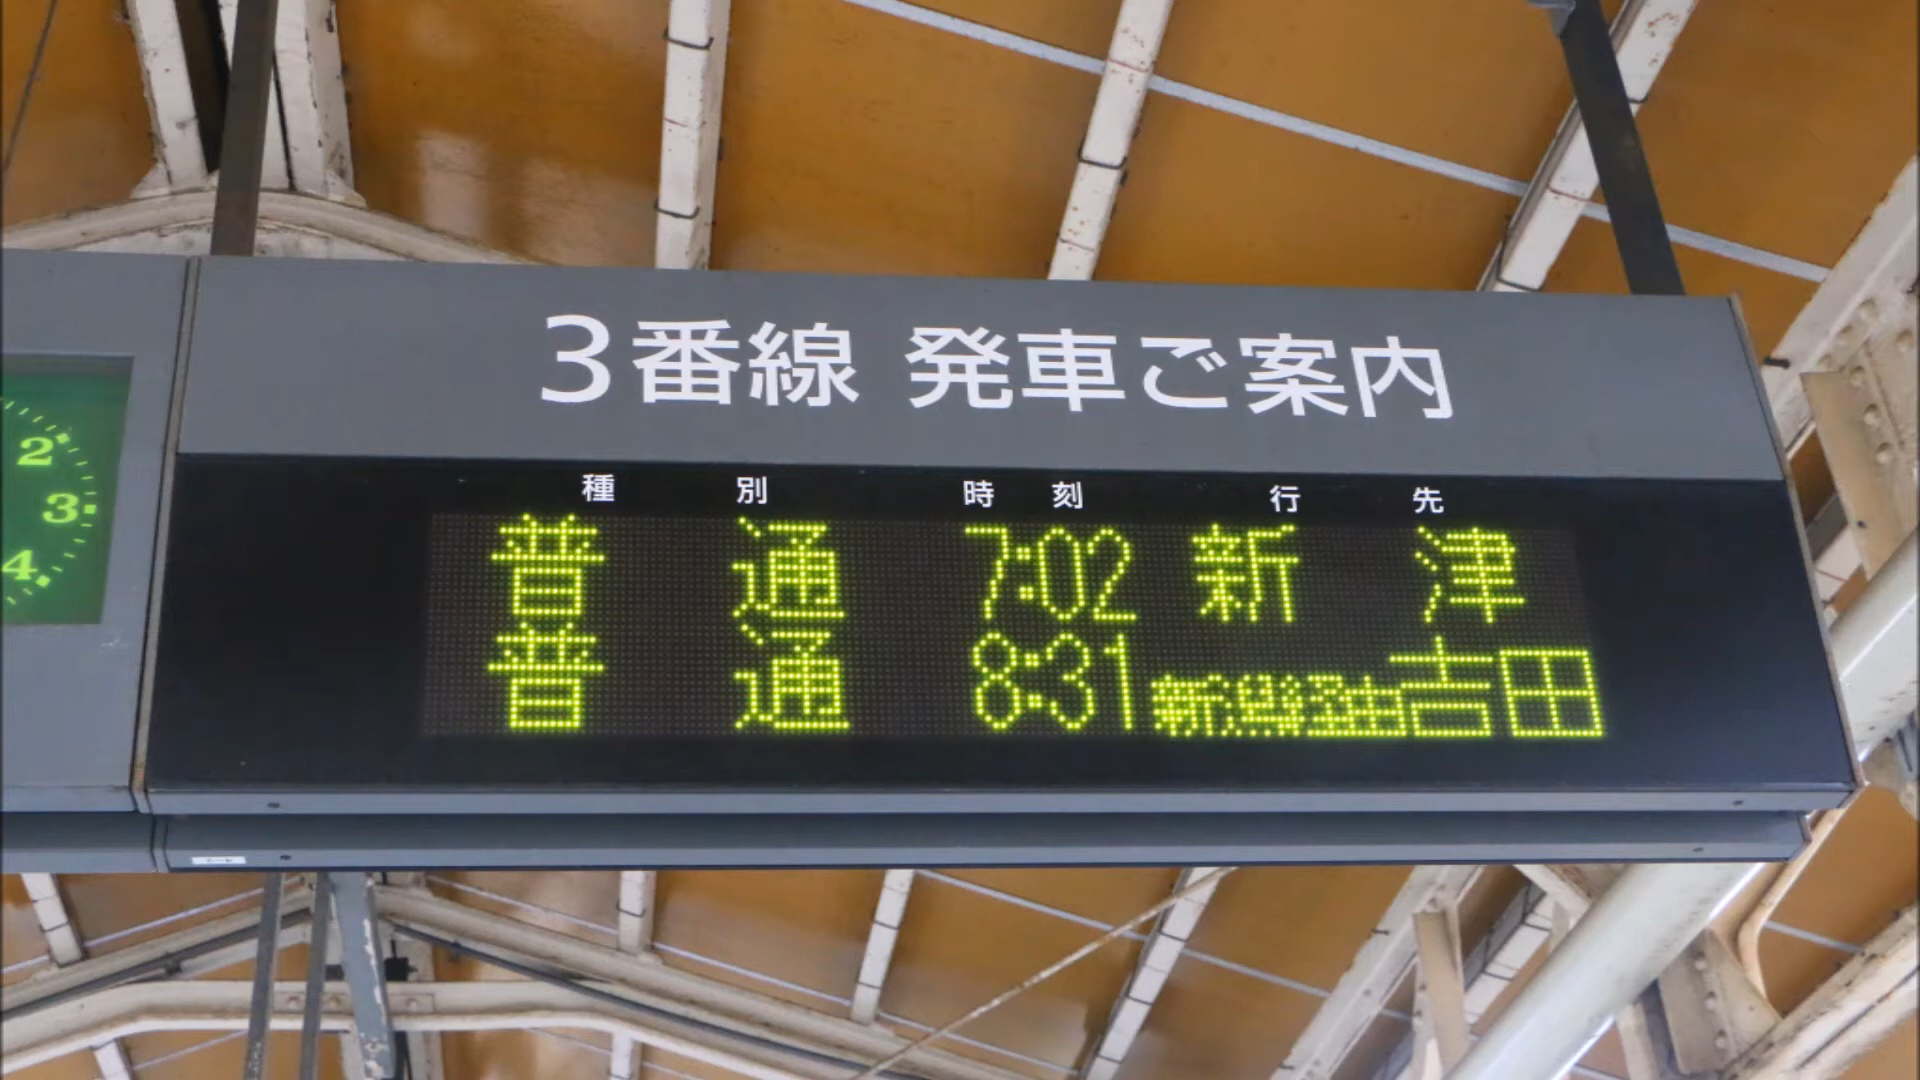 3番線 発車ご案内
種別 時刻 行先
普通 7:02 新津
普通 8:31 新潟経由吉田
2
3
4